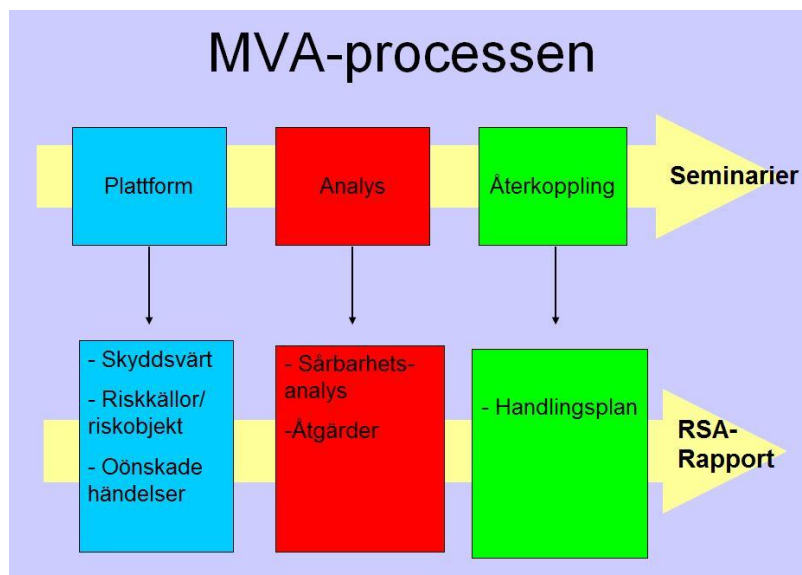 MVA-processen
Plattform
Analys
Återkoppling
Seminarier
- Skyddsvärt
- Riskkällor/
riskobjekt
- Oönskade
händelser
- Sårbarhets-
analys
-Åtgärder
- Handlingsplan
RSA-
Rapport